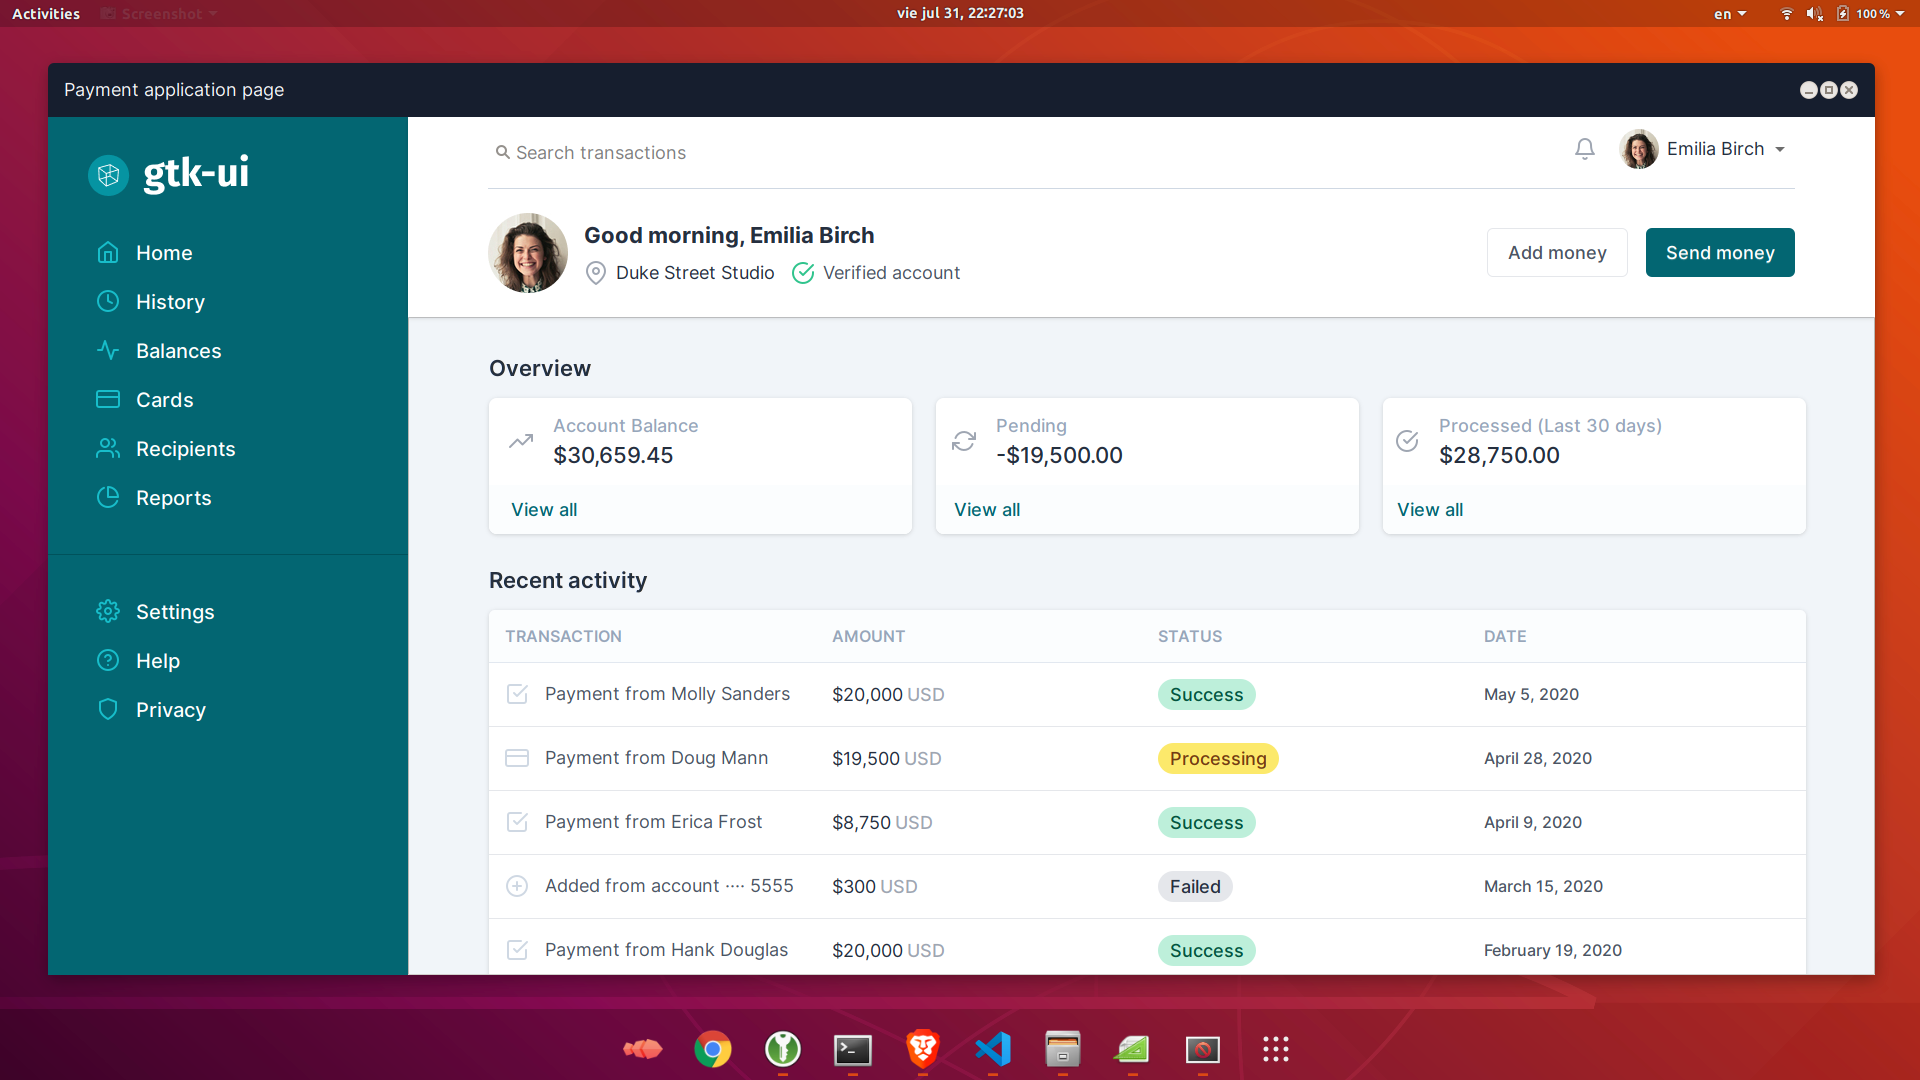 Activities Screenshot vie jul 31, 22:27:03 en 100 %
Payment application page
gtk-ui
Home
History
Balances
Cards
Recipients
Reports
Settings
Help
Privacy
Search transactions Emilia Birch
Good morning, Emilia Birch
Duke Street Studio Verified account
Add money Send money
Overview
Account Balance
$30,659.45
View all
Pending
-$19,500.00
View all
Processed (Last 30 days)
$28,750.00
View all
Recent activity
TRANSACTION AMOUNT STATUS DATE
Payment from Molly Sanders $20,000 USD Success May 5, 2020
Payment from Doug Mann $19,500 USD Processing April 28, 2020
Payment from Erica Frost $8,750 USD Success April 9, 2020
Added from account ···· 5555 $300 USD Failed March 15, 2020
Payment from Hank Douglas $20,000 USD Success February 19, 2020